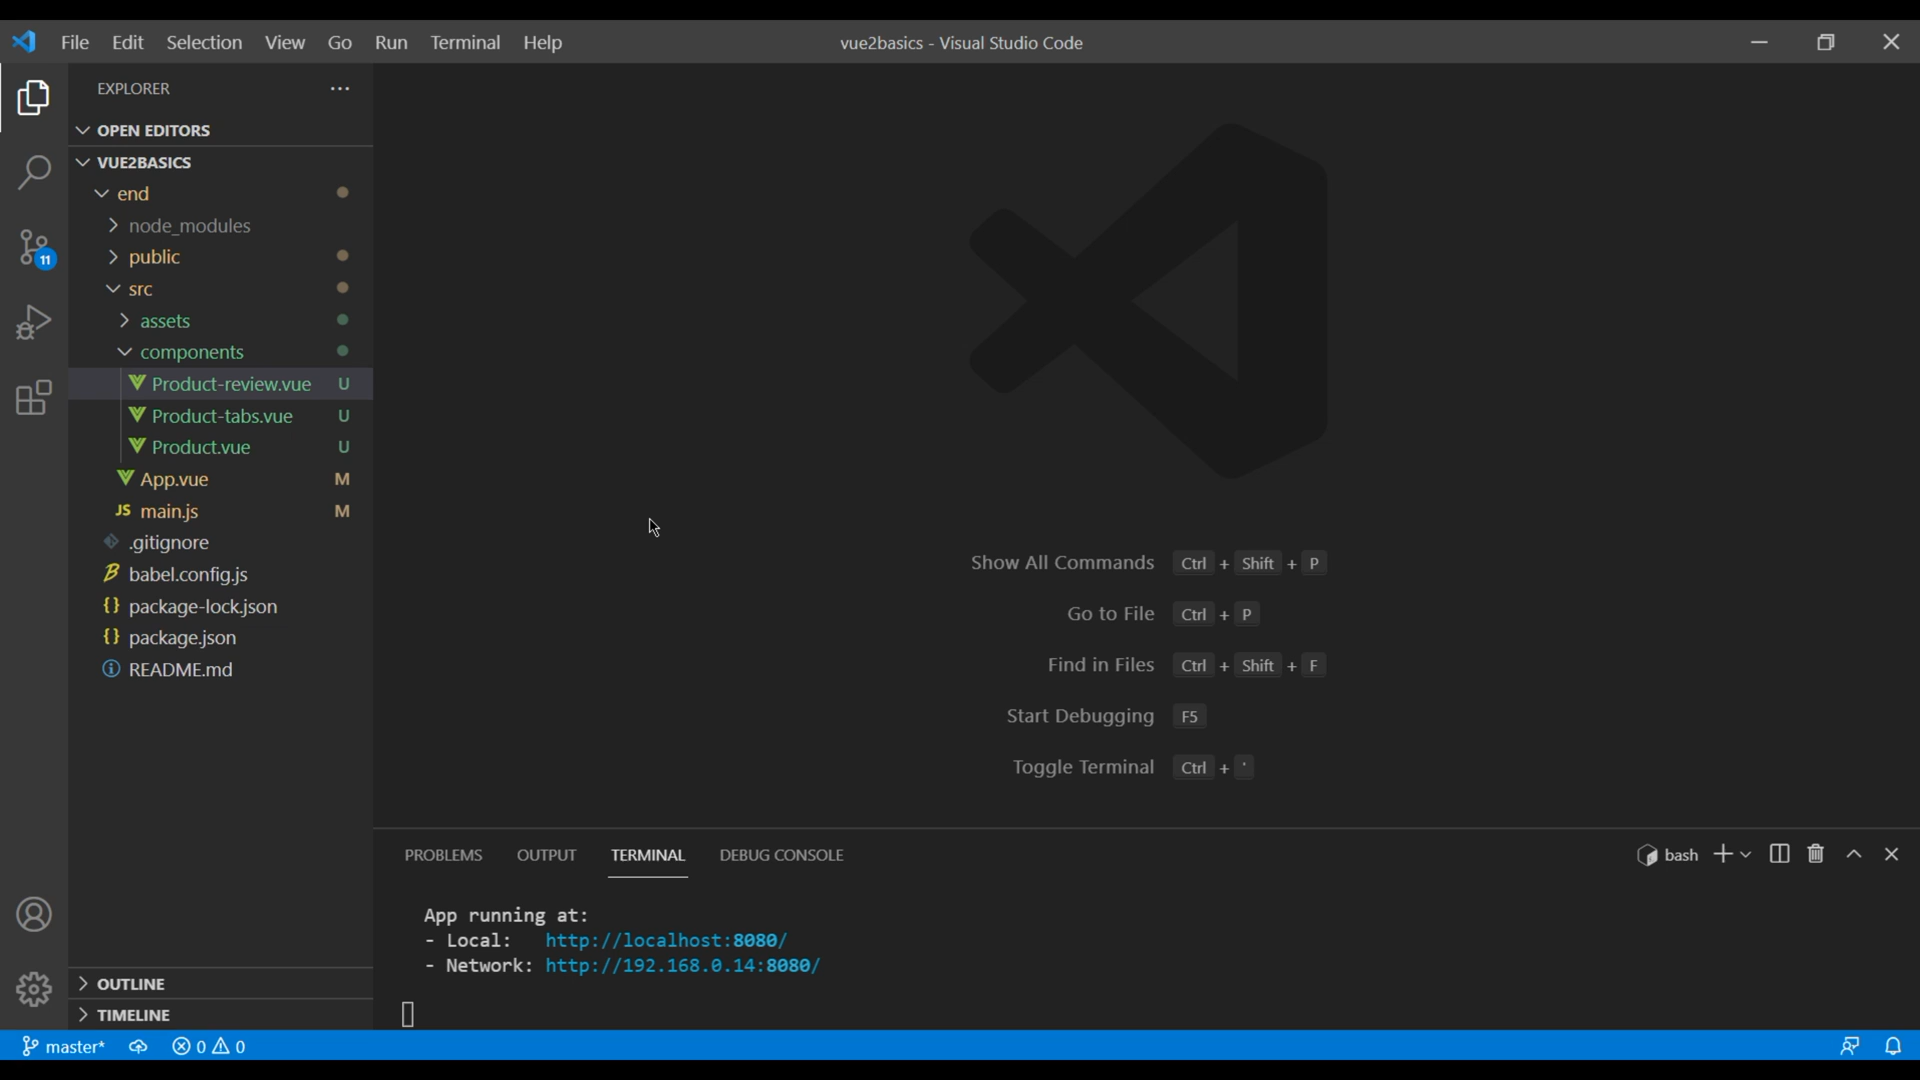 File Edit Selection View Go Run Terminal Help vue2basics - Visual Studio Code
EXPLORER
OPEN EDITORS
VUE2BASICS
end
node_modules
public
src
assets
components
Product-review.vue U
Product-tabs.vue U
Product.vue U
App.vue M
JS main.js M
.gitignore
babel.config.js
{} package-lock.json
{} package.json
README.md
OUTLINE
TIMELINE
11
Show All Commands Ctrl + Shift + P
Go to File Ctrl + P
Find in Files Ctrl + Shift + F
Start Debugging F5
Toggle Terminal Ctrl + '
PROBLEMS OUTPUT TERMINAL DEBUG CONSOLE bash
App running at:
- Local: http://localhost:8080/
- Network: http://192.168.0.14:8080/
master* 0 0